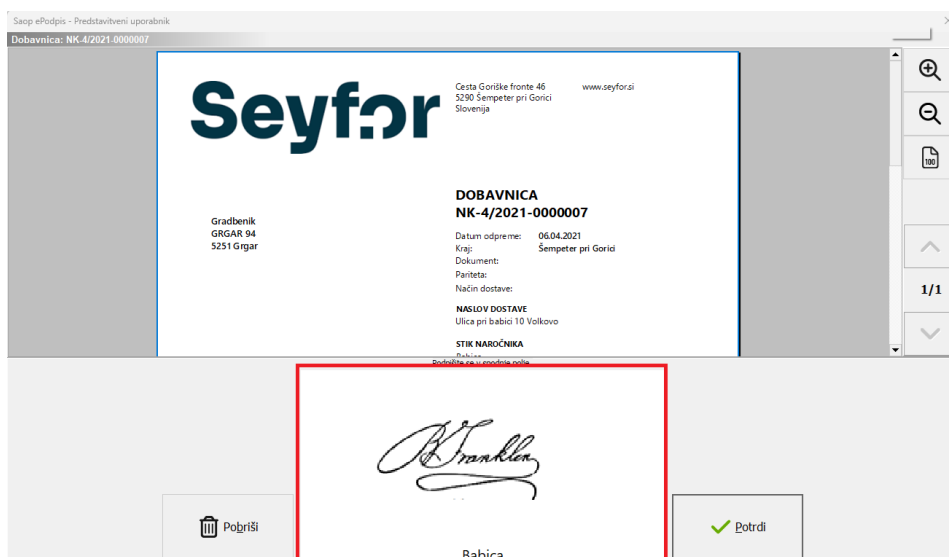 Saop ePodpis - Predstavitveni uporabnik
Dobavnica: NK-4/2021-0000007
Seyfor
Cesta Goriške fronte 46
5290 Šempeter pri Gorici
Slovenija
www.seyfor.si
Gradbenik
GRGAR 94
5251 Grgar
DOBAVNICA
NK-4/2021-0000007
Datum odpreme: 06.04.2021
Kraj: Šempeter pri Gorici
Dokument:
Pariteta:
Način dostave:
NASLOV DOSTAVE
Ulica pri babici 10 Volkovo
STIK NAROČNIKA
Babica
100
1/1
Podpišite se v spodnje polje
B Franklin
Pobriši
Babica
Potrdi